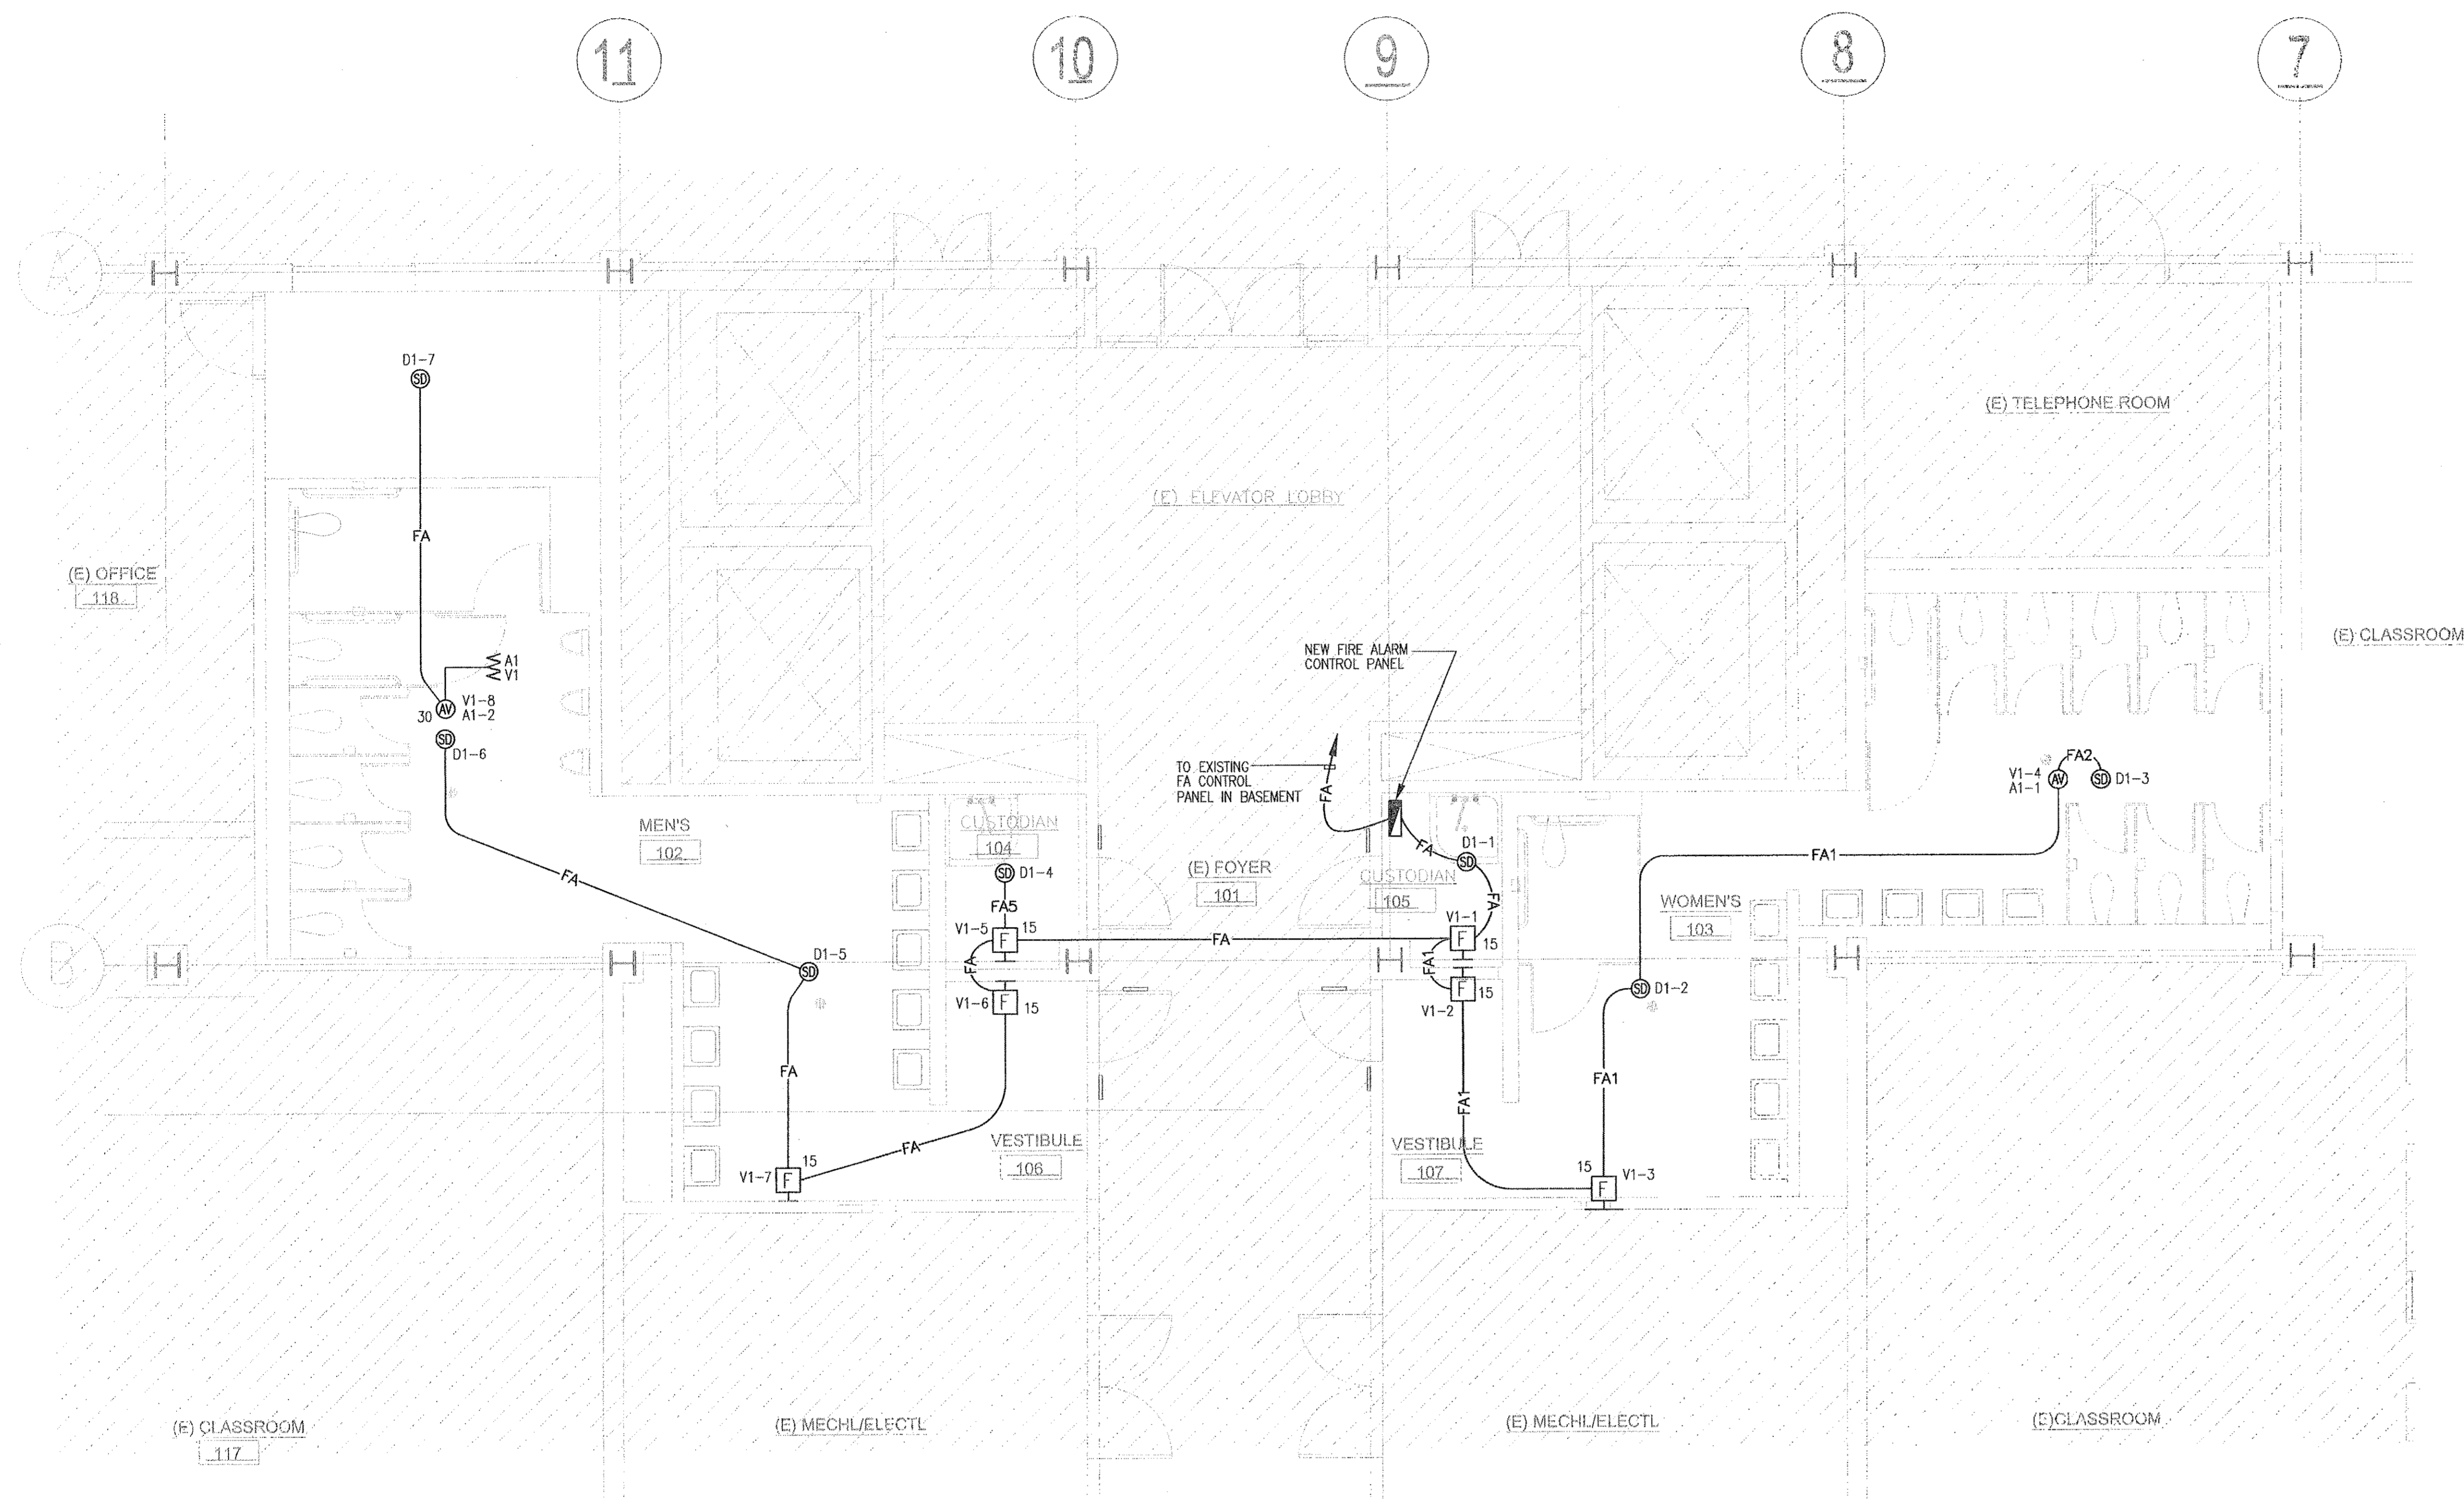 11
10
9
8
7
A
D1-7
SD
(E) TELEPHONE ROOM
(E) ELEVATOR LOBBY
FA
(E) OFFICE
118
(E) CLASSROOM
NEW FIRE ALARM
CONTROL PANEL
A1
V1
30
AV
V1-8
A1-2
SD
D1-6
TO EXISTING
FA CONTROL
PANEL IN BASEMENT
FA
FA2
V1-4
A1-1
AV
SD
D1-3
MEN'S
102
CUSTODIAN
104
SD
D1-4
FA5
(E) FOYER
101
FA
D1-1
SD
CUSTODIAN
105
FA
FA1
WOMEN'S
103
FA
B
V1-5
F
15
FA
V1-1
F
15
FA
FA1
D1-5
SD
V1-6
F
15
F
15
V1-2
SD
D1-2
FA
FA1
FA1
FA
VESTIBULE
106
VESTIBULE
107
V1-7
F
15
15
F
V1-3
(E) CLASSROOM
117
(E) MECHL/ELECTL
(E) MECHL/ELECTL
(E)CLASSROOM